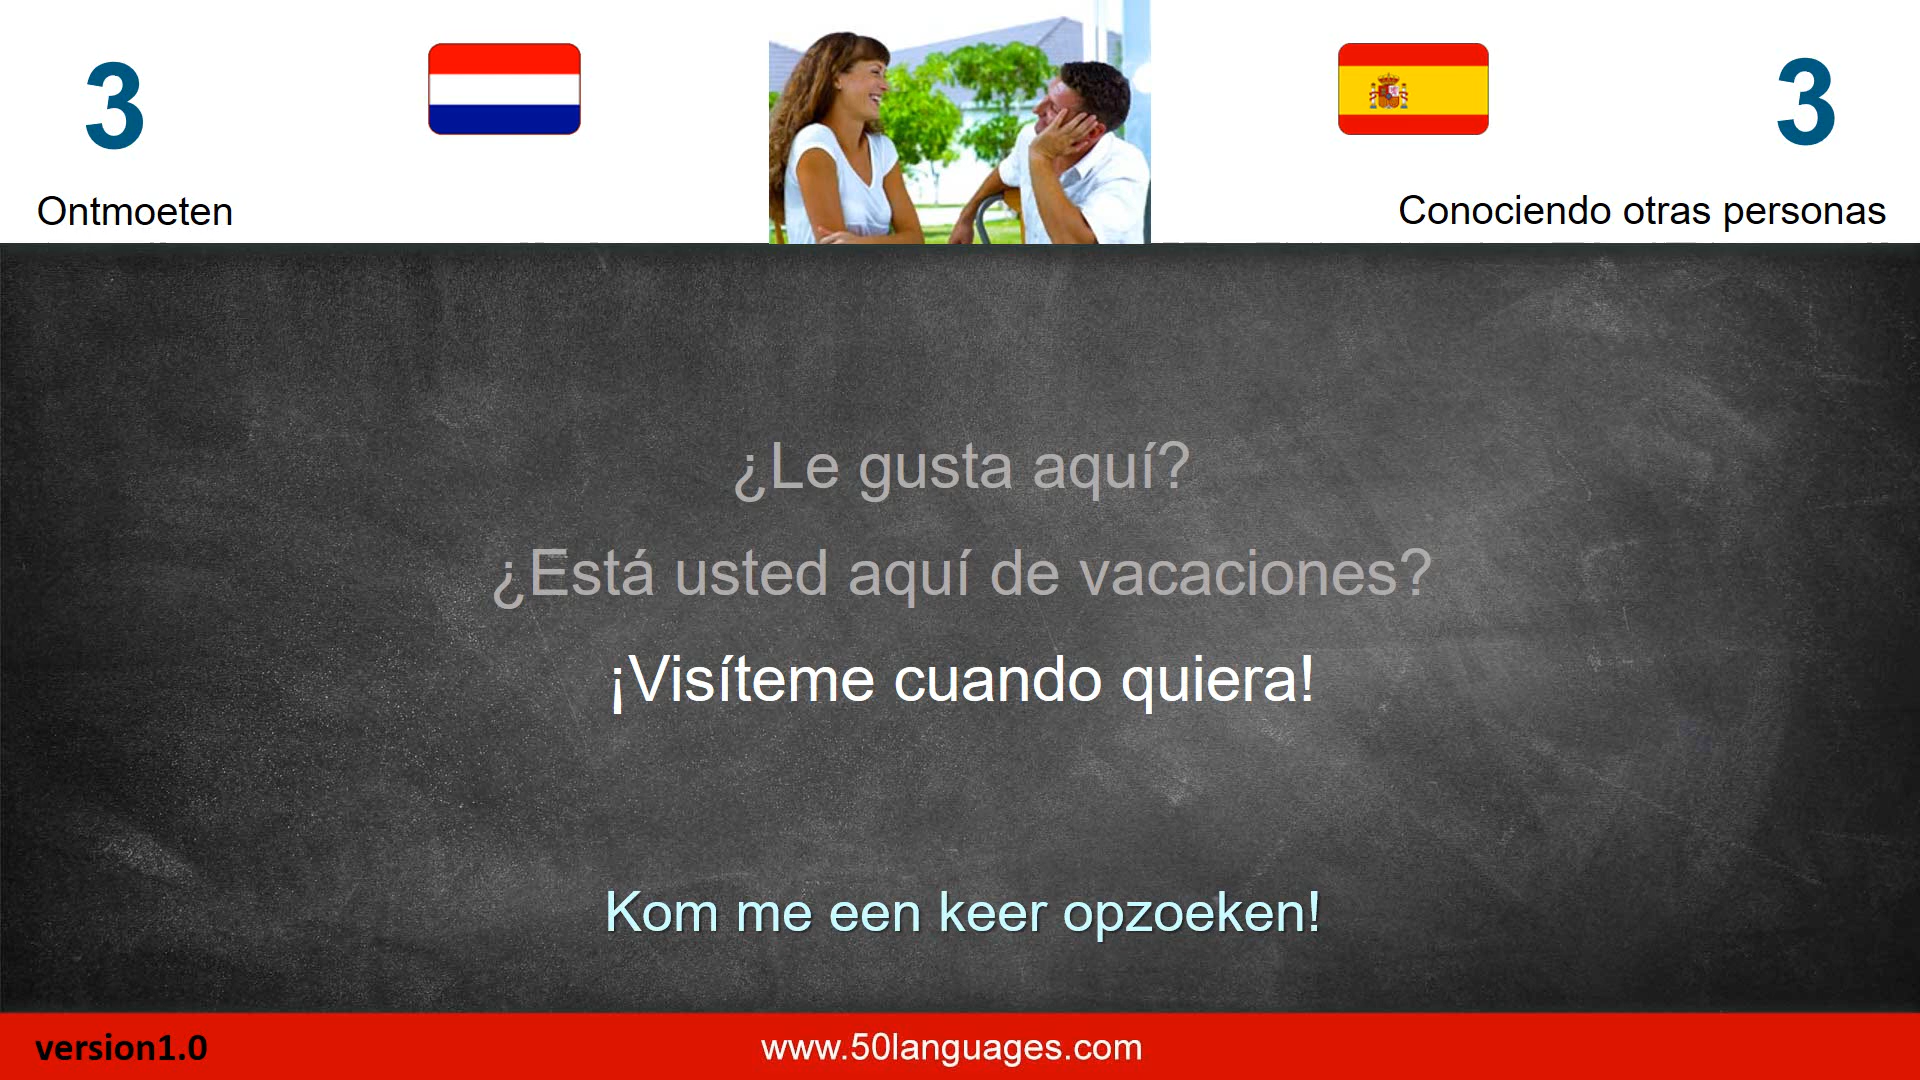 3
3
Ontmoeten
Conociendo otras personas
¿Le gusta aquí?
¿Está usted aquí de vacaciones?
¡Visíteme cuando quiera!
Kom me een keer opzoeken!
version1.0
www.50languages.com